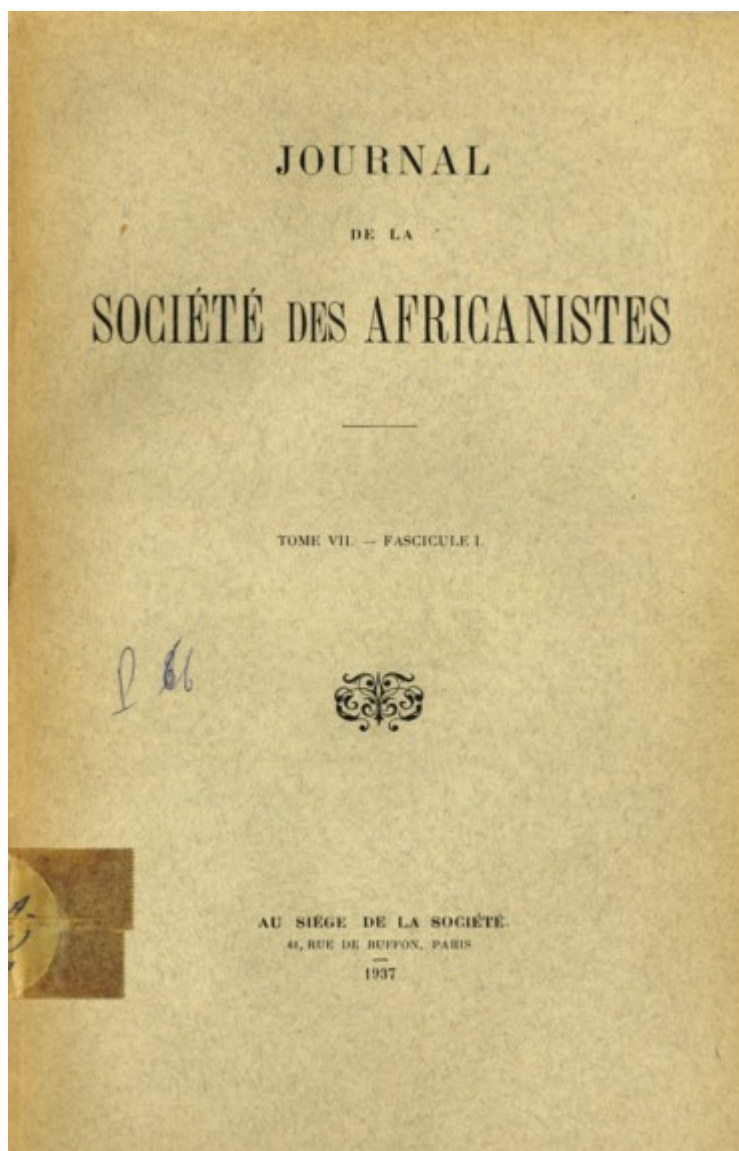 JOURNAL
DE LA
SOCIÉTÉ DES AFRICANISTES
TOME VII. — FASCICULE I.
P 66
AU SIÈGE DE LA SOCIÉTÉ.
61, RUE DE BUFFON, PARIS
1937